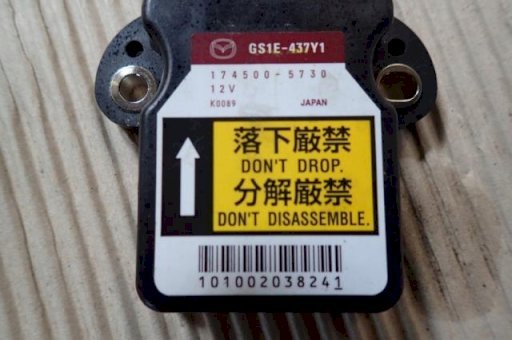 GS1E-437Y1
174500-5730
12V
K0089 JAPAN
落下厳禁
DON'T DROP.
分解厳禁
DON'T DISASSEMBLE.
101002038241